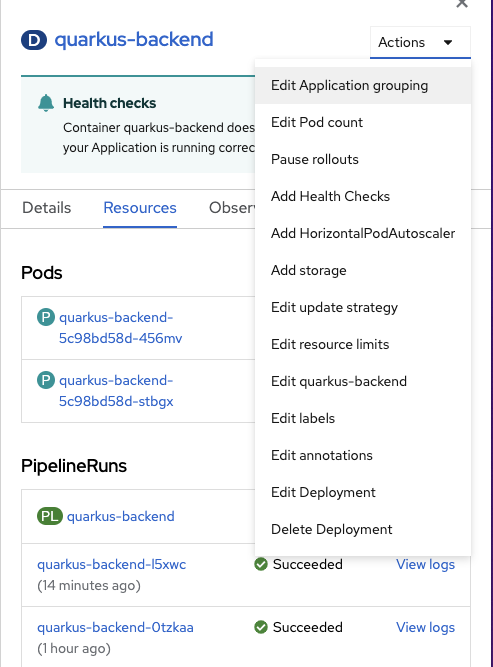 D quarkus-backend
Actions
Edit Application grouping
Edit Pod count
Pause rollouts
Add Health Checks
Add HorizontalPodAutoscaler
Add storage
Edit update strategy
Edit resource limits
Edit quarkus-backend
Edit labels
Edit annotations
Edit Deployment
Delete Deployment
Health checks
Container quarkus-backend does
your Application is running correc
Details
Resources
Obser
Pods
P quarkus-backend-
5c98bd58d-456mv
P quarkus-backend-
5c98bd58d-stbgx
PipelineRuns
PL quarkus-backend
quarkus-backend-l5xwc
Succeeded
View logs
(14 minutes ago)
quarkus-backend-0tzkaa
Succeeded
View logs
(1 hour ago)